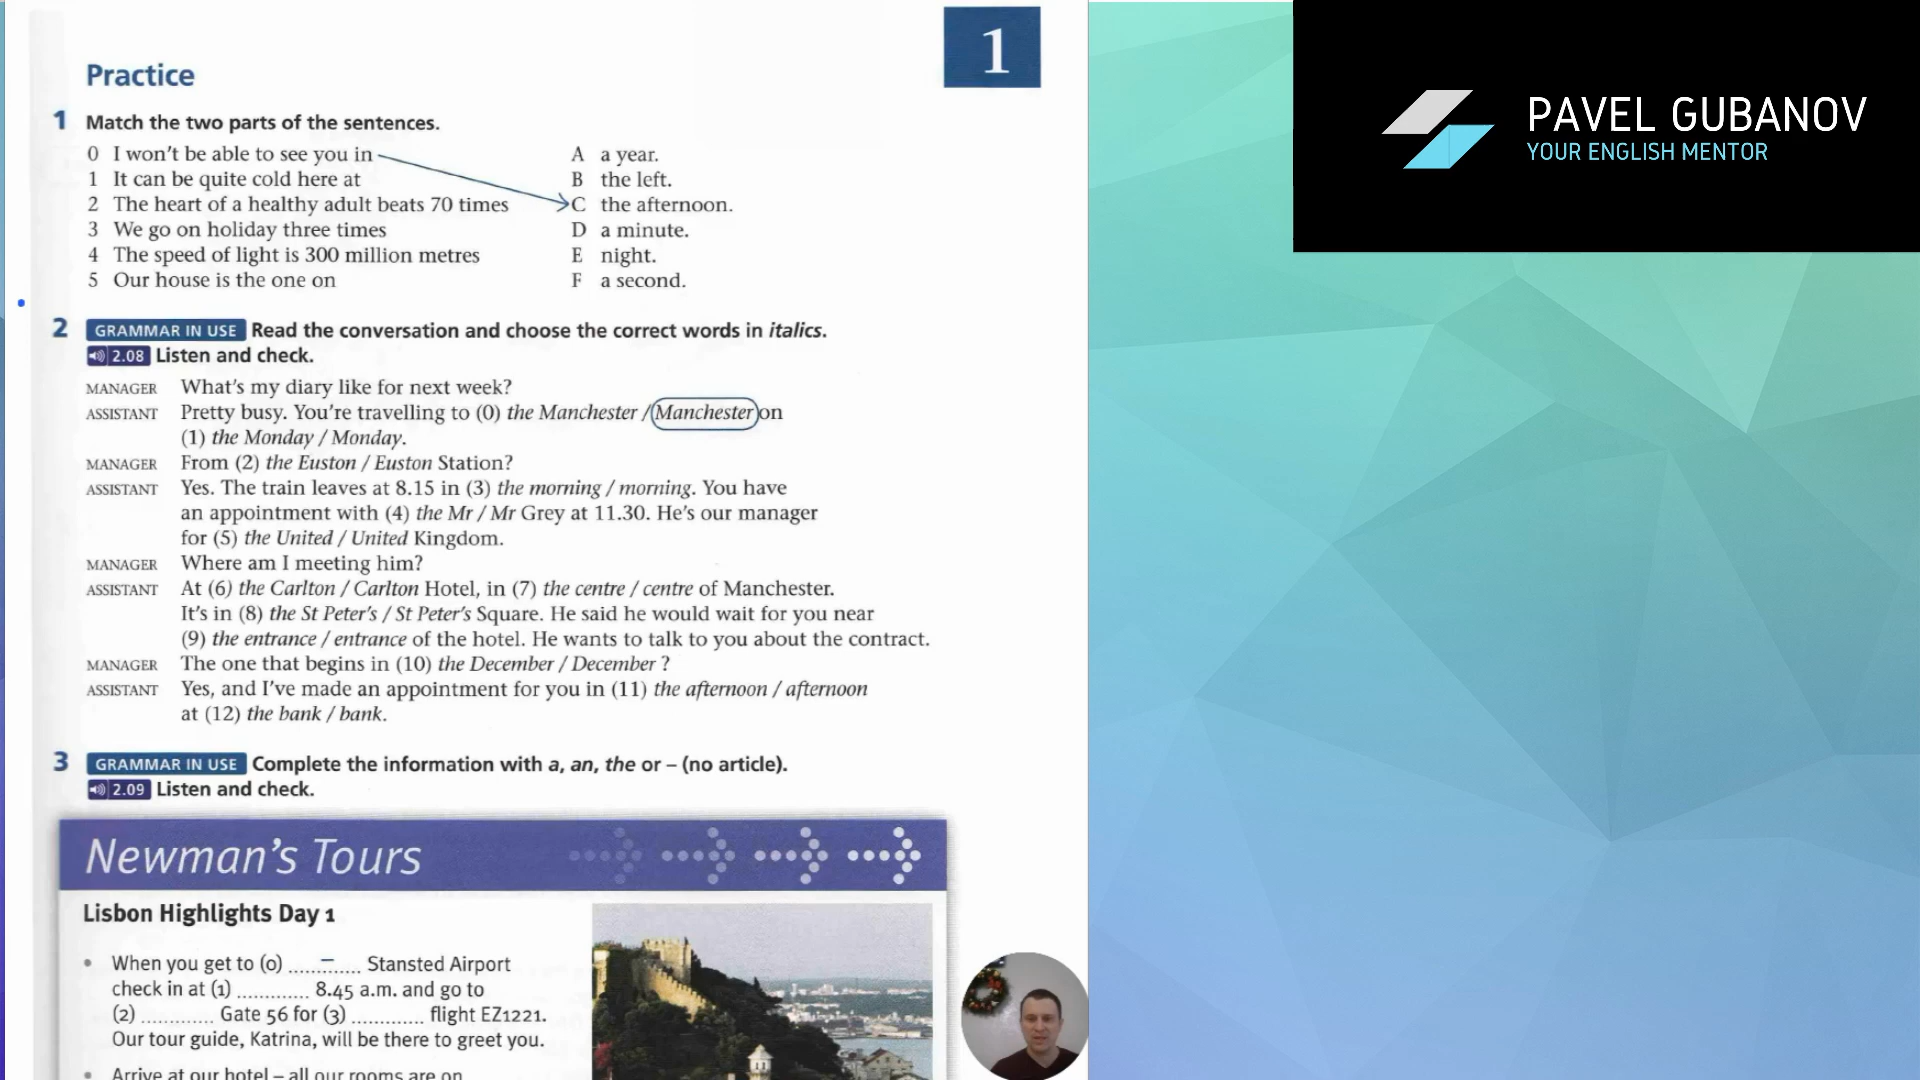 1
Practice
1 Match the two parts of the sentences.
0 I won't be able to see you in A a year.
1 It can be quite cold here at B the left.
2 The heart of a healthy adult beats 70 times C the afternoon.
3 We go on holiday three times D a minute.
4 The speed of light is 300 million metres E night.
5 Our house is the one on F a second.
2 GRAMMAR IN USE Read the conversation and choose the correct words in italics.
2.08 Listen and check.
MANAGER What's my diary like for next week?
ASSISTANT Pretty busy. You're travelling to (0) the Manchester / Manchester on
(1) the Monday / Monday.
MANAGER From (2) the Euston / Euston Station?
ASSISTANT Yes. The train leaves at 8.15 in (3) the morning / morning. You have
an appointment with (4) the Mr / Mr Grey at 11.30. He's our manager
for (5) the United / United Kingdom.
MANAGER Where am I meeting him?
ASSISTANT At (6) the Carlton / Carlton Hotel, in (7) the centre / centre of Manchester.
It's in (8) the St Peter's / St Peter's Square. He said he would wait for you near
(9) the entrance / entrance of the hotel. He wants to talk to you about the contract.
MANAGER The one that begins in (10) the December / December ?
ASSISTANT Yes, and I've made an appointment for you in (11) the afternoon / afternoon
at (12) the bank / bank.
3 GRAMMAR IN USE Complete the information with a, an, the or – (no article).
2.09 Listen and check.
Newman's Tours
Lisbon Highlights Day 1
• When you get to (0) ......–...... Stansted Airport
check in at (1) ............ 8.45 a.m. and go to
(2) ............ Gate 56 for (3) ............ flight EZ1221.
Our tour guide, Katrina, will be there to greet you.
• Arrive at our hotel – all our rooms are on
PAVEL GUBANOV
YOUR ENGLISH MENTOR